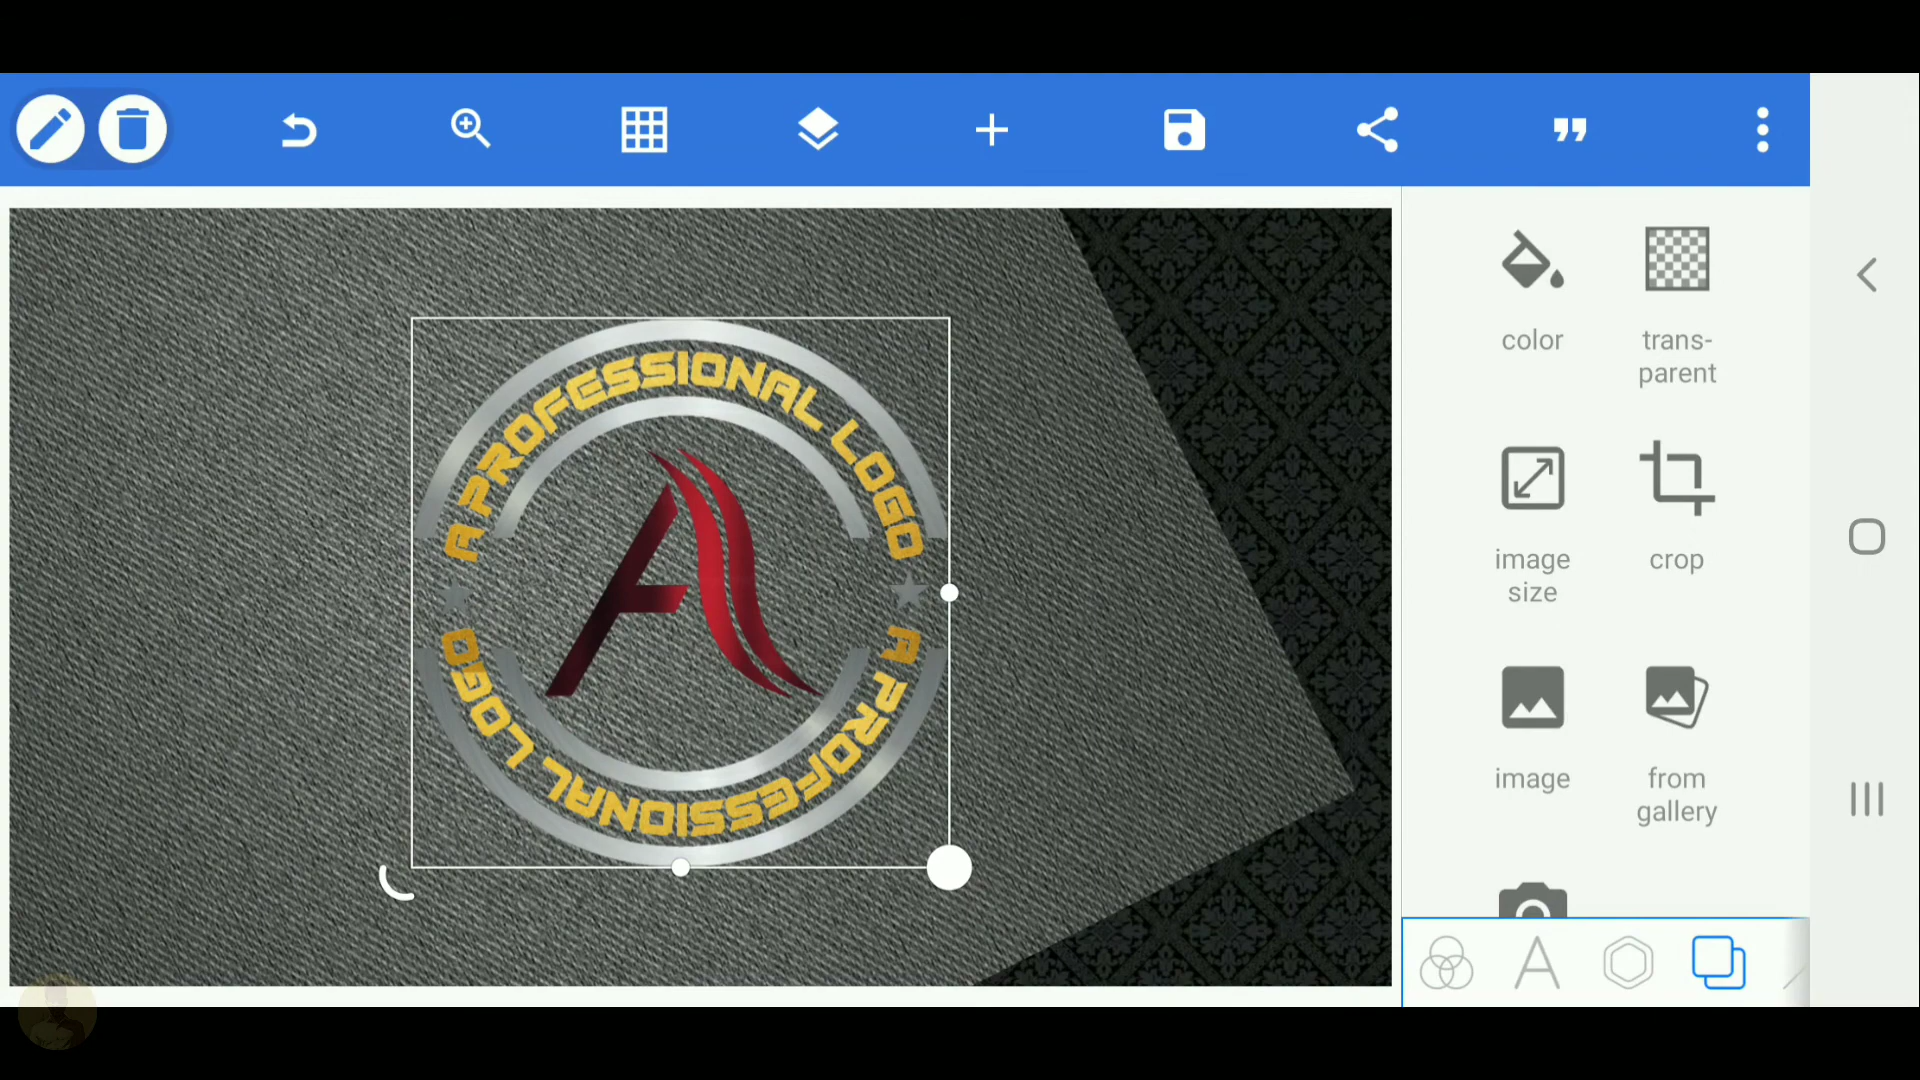 A PROFESSIONAL LOGO
A
A PROFESSIONAL LOGO
color
trans-
parent
image
size
crop
image
from
gallery